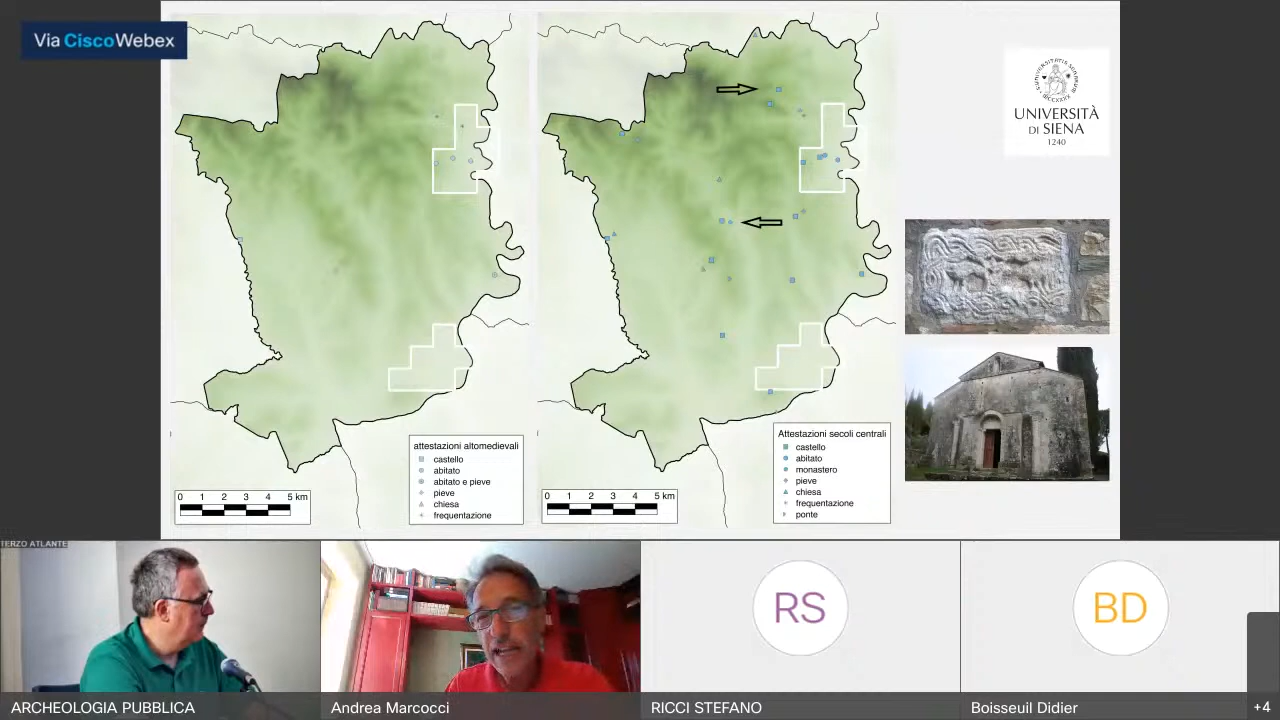 Via CiscoWebex
attestazioni altomedievali
castello
abitato
abitato e pieve
pieve
chiesa
frequentazione
0 1 2 3 4 5 km
Attestazioni secoli centrali
castello
abitato
monastero
pieve
chiesa
frequentazione
ponte
0 1 2 3 4 5 km
UNIVERSITÀ
DI SIENA
1240
TERZO ATLANTE
RS
BD
ARCHEOLOGIA PUBBLICA
Andrea Marcocci
RICCI STEFANO
Boisseuil Didier
+4